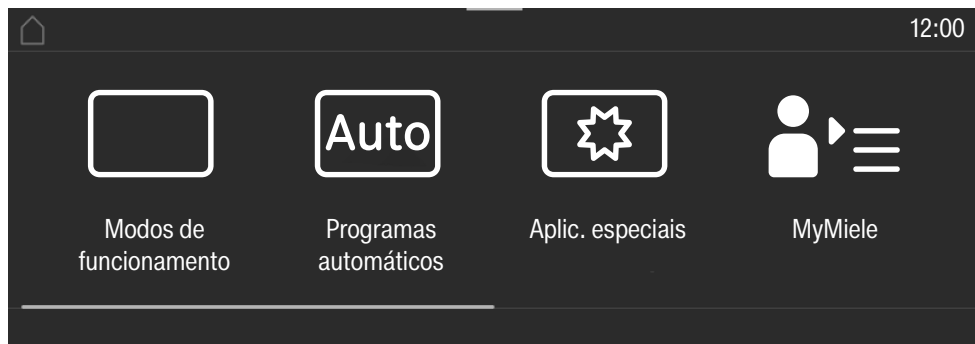 12:00
Auto
Modos de
funcionamento
Programas
automáticos
Aplic. especiais
MyMiele